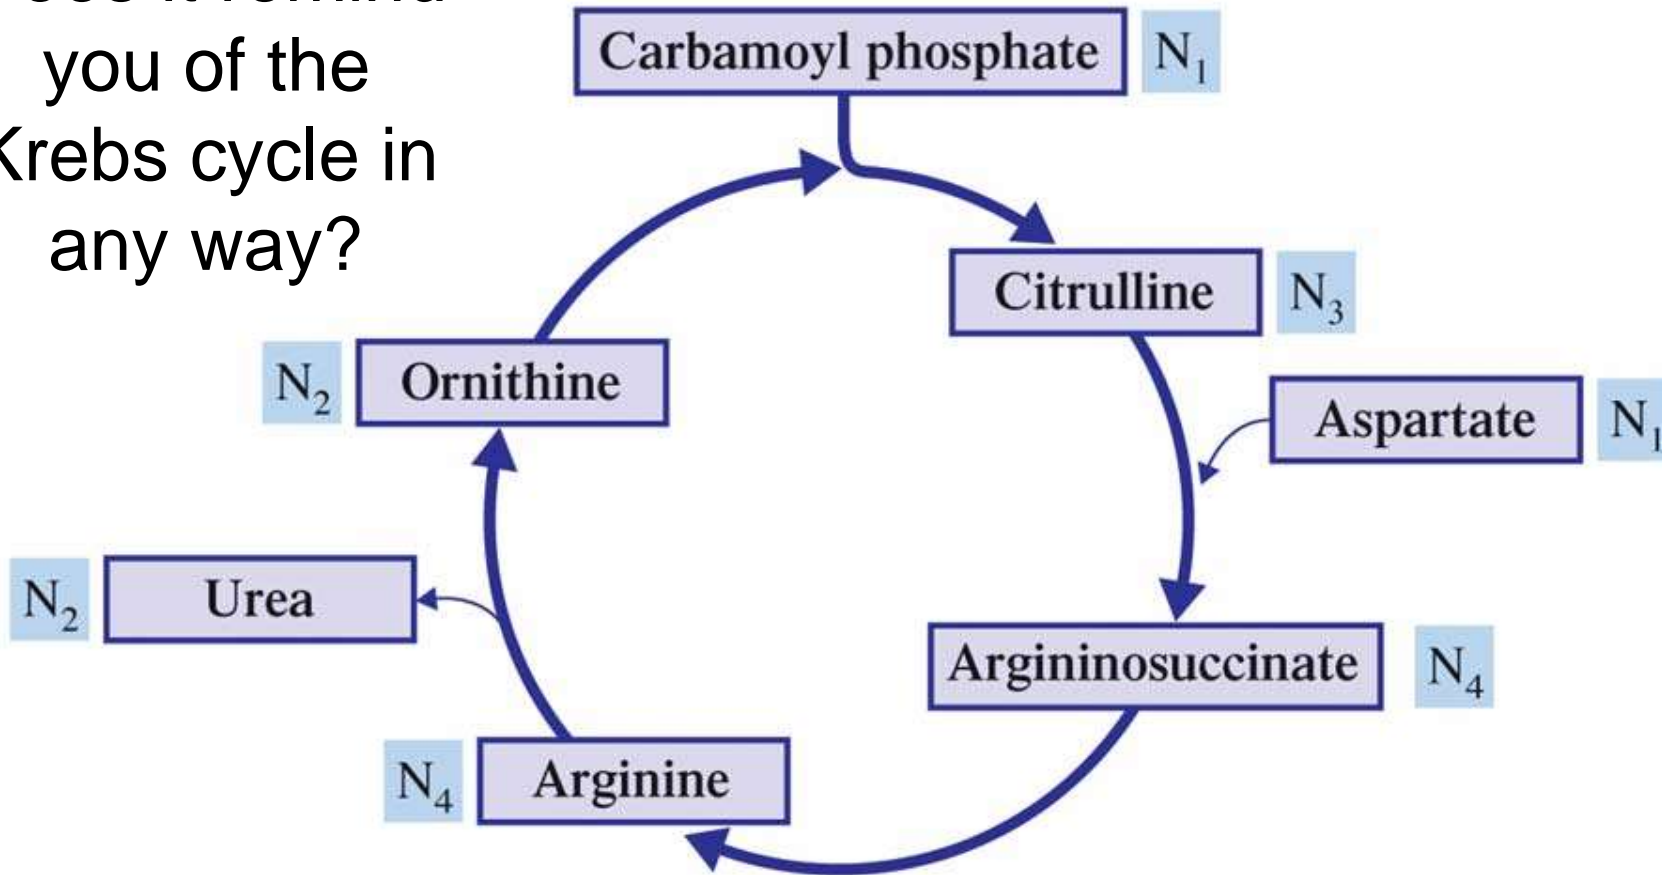 you of the
Krebs cycle in
any way?
Carbamoyl phosphate N₁
Citrulline N₃
N₂ Ornithine
Aspartate N₁
N₂ Urea
Argininosuccinate N₄
N₄ Arginine